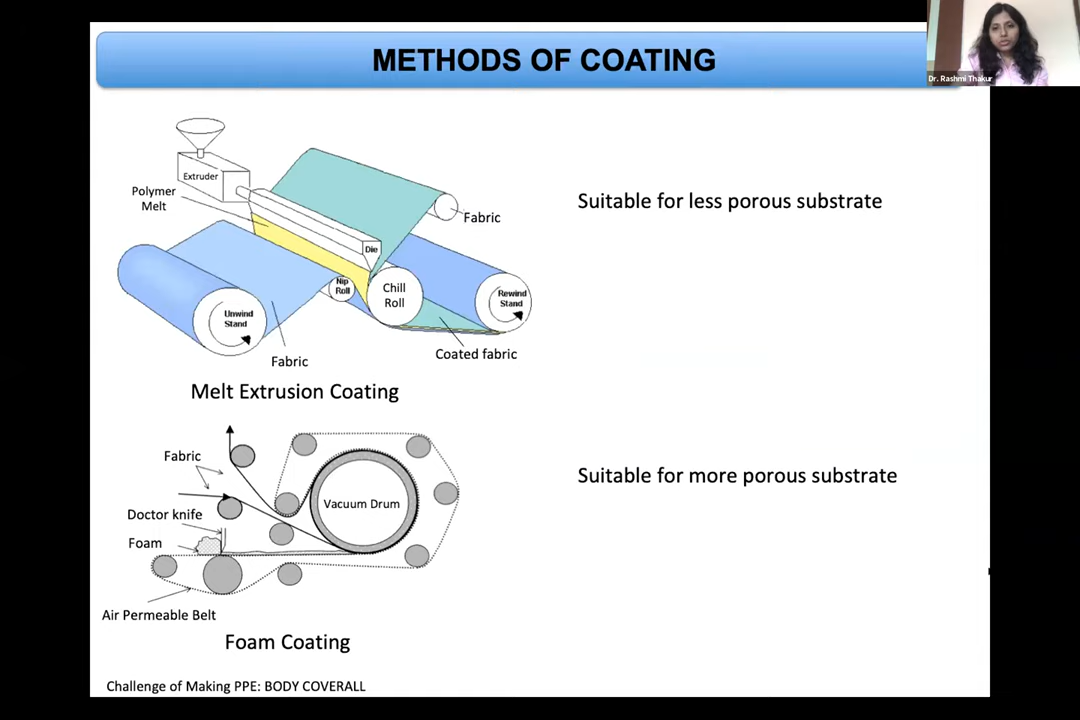 METHODS OF COATING
Dr. Rashmi Thakur
Extruder
Polymer
Melt
Suitable for less porous substrate
Fabric
Die
Nip
Roll
Chill
Roll
Rewind
Stand
Unwind
Stand
Coated fabric
Fabric
Melt Extrusion Coating
Fabric
Suitable for more porous substrate
Vacuum Drum
Doctor knife
Foam
Air Permeable Belt
Foam Coating
Challenge of Making PPE: BODY COVERALL